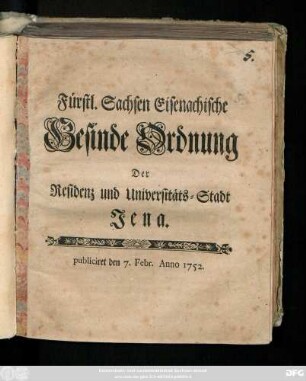 5.
Fürstl. Sachsen Eisenachische
Gesinde Ordnung
Der
Residenz und Universitäts-Stadt
Jena.
publiciret den 7. Febr. Anno 1752.